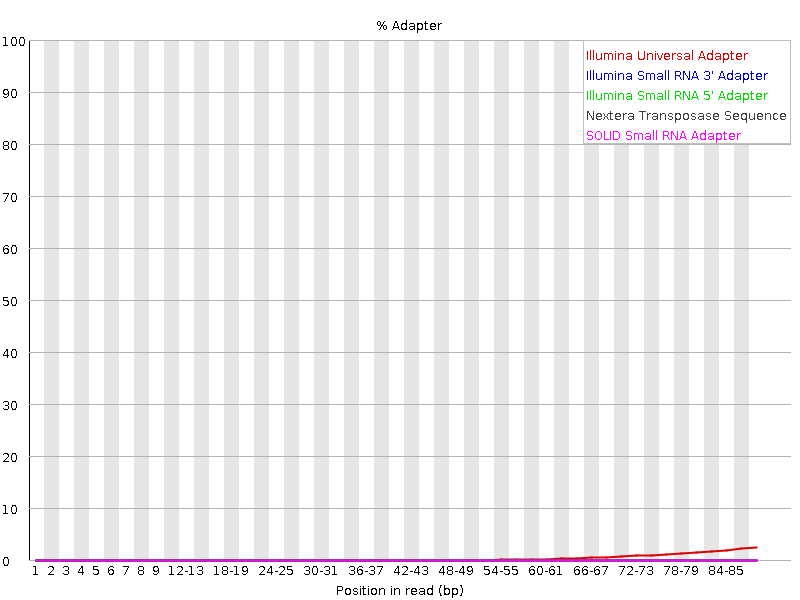 % Adapter
100
90
80
70
60
50
40
30
20
10
0
Illumina Universal Adapter
Illumina Small RNA 3' Adapter
Illumina Small RNA 5' Adapter
Nextera Transposase Sequence
SOLID Small RNA Adapter
1 2 3 4 5 6 7 8 9 12-13 18-19 24-25 30-31 36-37 42-43 48-49 54-55 60-61 66-67 72-73 78-79 84-85
Position in read (bp)